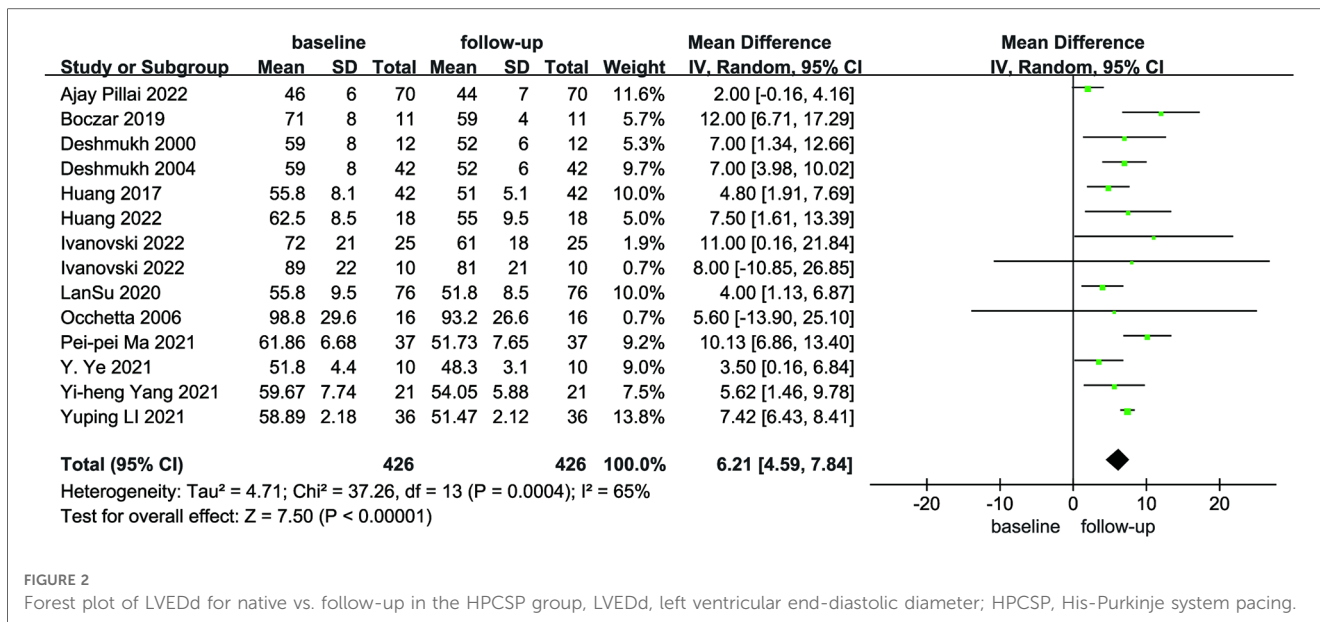 baseline follow-up Mean Difference Mean Difference
Study or Subgroup Mean SD Total Mean SD Total Weight IV, Random, 95% CI IV, Random, 95% CI
Ajay Pillai 2022 46 6 70 44 7 70 11.6% 2.00 [-0.16, 4.16]
Boczar 2019 71 8 11 59 4 11 5.7% 12.00 [6.71, 17.29]
Deshmukh 2000 59 8 12 52 6 12 5.3% 7.00 [1.34, 12.66]
Deshmukh 2004 59 8 42 52 6 42 9.7% 7.00 [3.98, 10.02]
Huang 2017 55.8 8.1 42 51 5.1 42 10.0% 4.80 [1.91, 7.69]
Huang 2022 62.5 8.5 18 55 9.5 18 5.0% 7.50 [1.61, 13.39]
Ivanovski 2022 72 21 25 61 18 25 1.9% 11.00 [0.16, 21.84]
Ivanovski 2022 89 22 10 81 21 10 0.7% 8.00 [-10.85, 26.85]
LanSu 2020 55.8 9.5 76 51.8 8.5 76 10.0% 4.00 [1.13, 6.87]
Occhetta 2006 98.8 29.6 16 93.2 26.6 16 0.7% 5.60 [-13.90, 25.10]
Pei-pei Ma 2021 61.86 6.68 37 51.73 7.65 37 9.2% 10.13 [6.86, 13.40]
Y. Ye 2021 51.8 4.4 10 48.3 3.1 10 9.0% 3.50 [0.16, 6.84]
Yi-heng Yang 2021 59.67 7.74 21 54.05 5.88 21 7.5% 5.62 [1.46, 9.78]
Yuping LI 2021 58.89 2.18 36 51.47 2.12 36 13.8% 7.42 [6.43, 8.41]
Total (95% CI) 426 426 100.0% 6.21 [4.59, 7.84]
Heterogeneity: Tau² = 4.71; Chi² = 37.26, df = 13 (P = 0.0004); I² = 65%
Test for overall effect: Z = 7.50 (P < 0.00001)
-20 -10 0 10 20
baseline follow-up
FIGURE 2
Forest plot of LVEDd for native vs. follow-up in the HPCSP group, LVEDd, left ventricular end-diastolic diameter; HPCSP, His-Purkinje system pacing.